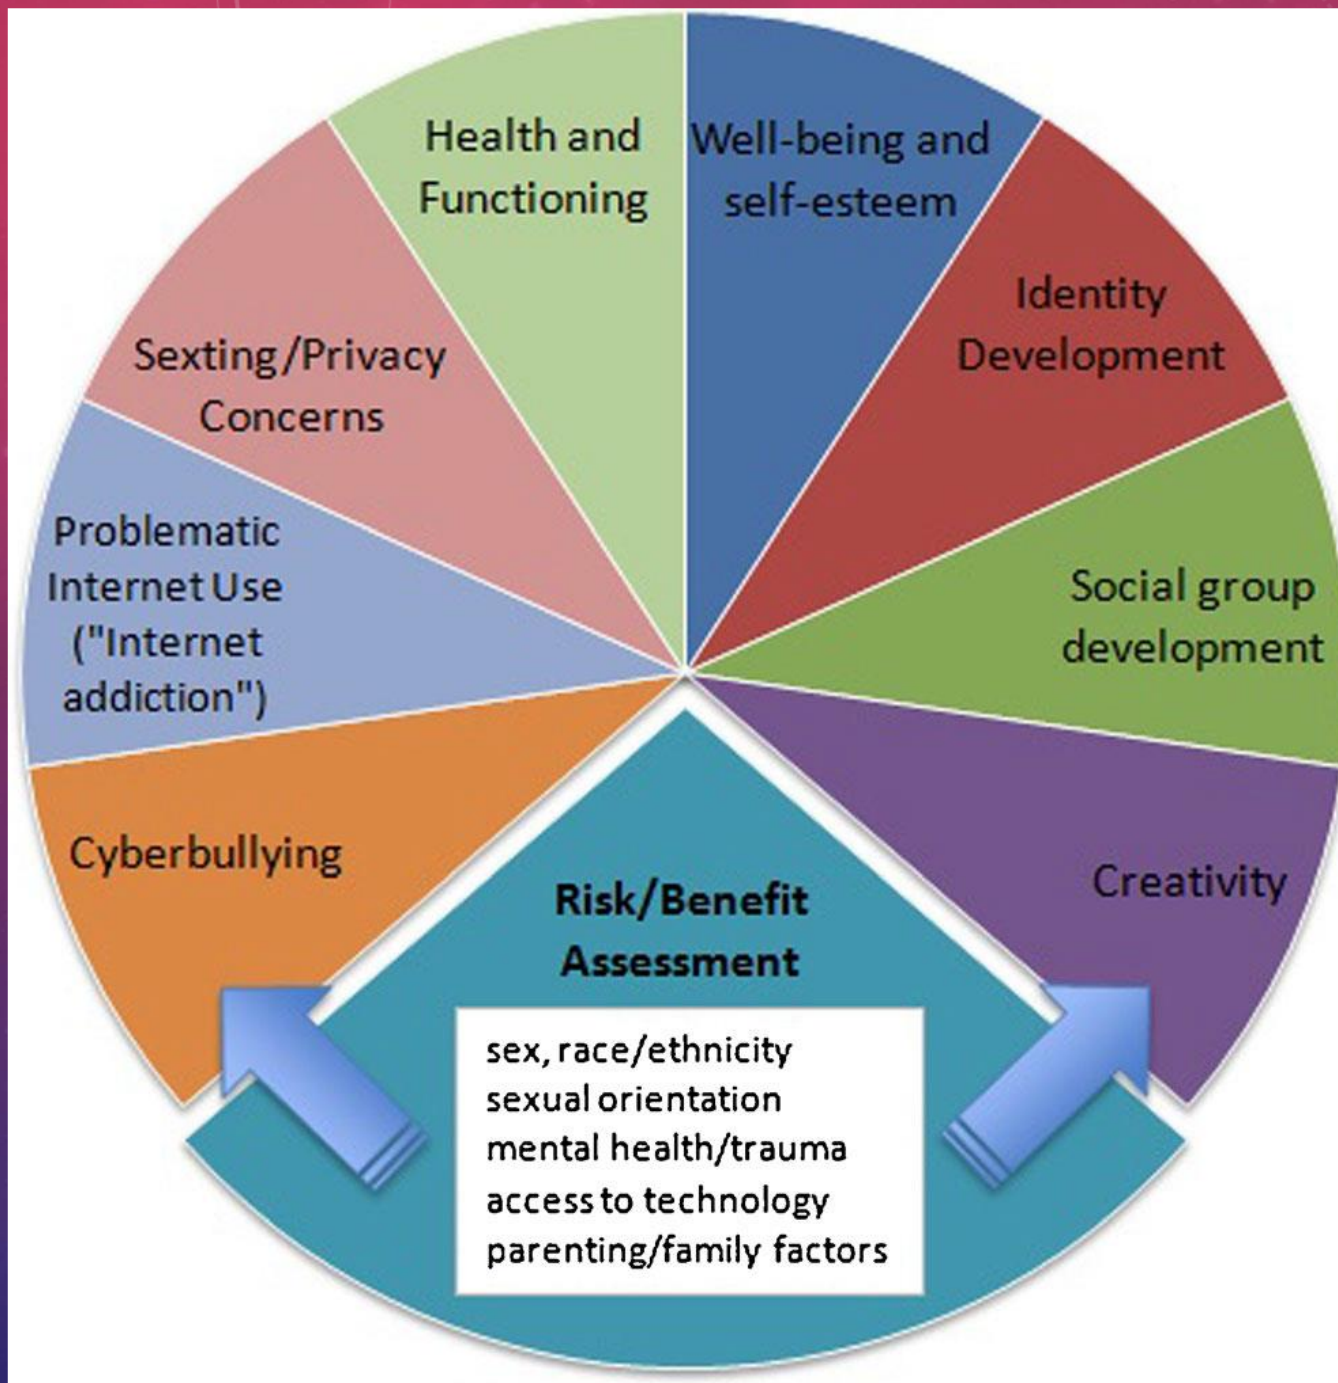 Health and
Functioning
Well-being and
self-esteem
Identity
Development
Sexting/Privacy
Concerns
Problematic
Internet Use
("Internet
addiction")
Social group
development
Cyberbullying
Creativity
Risk/Benefit
Assessment
sex, race/ethnicity
sexual orientation
mental health/trauma
access to technology
parenting/family factors